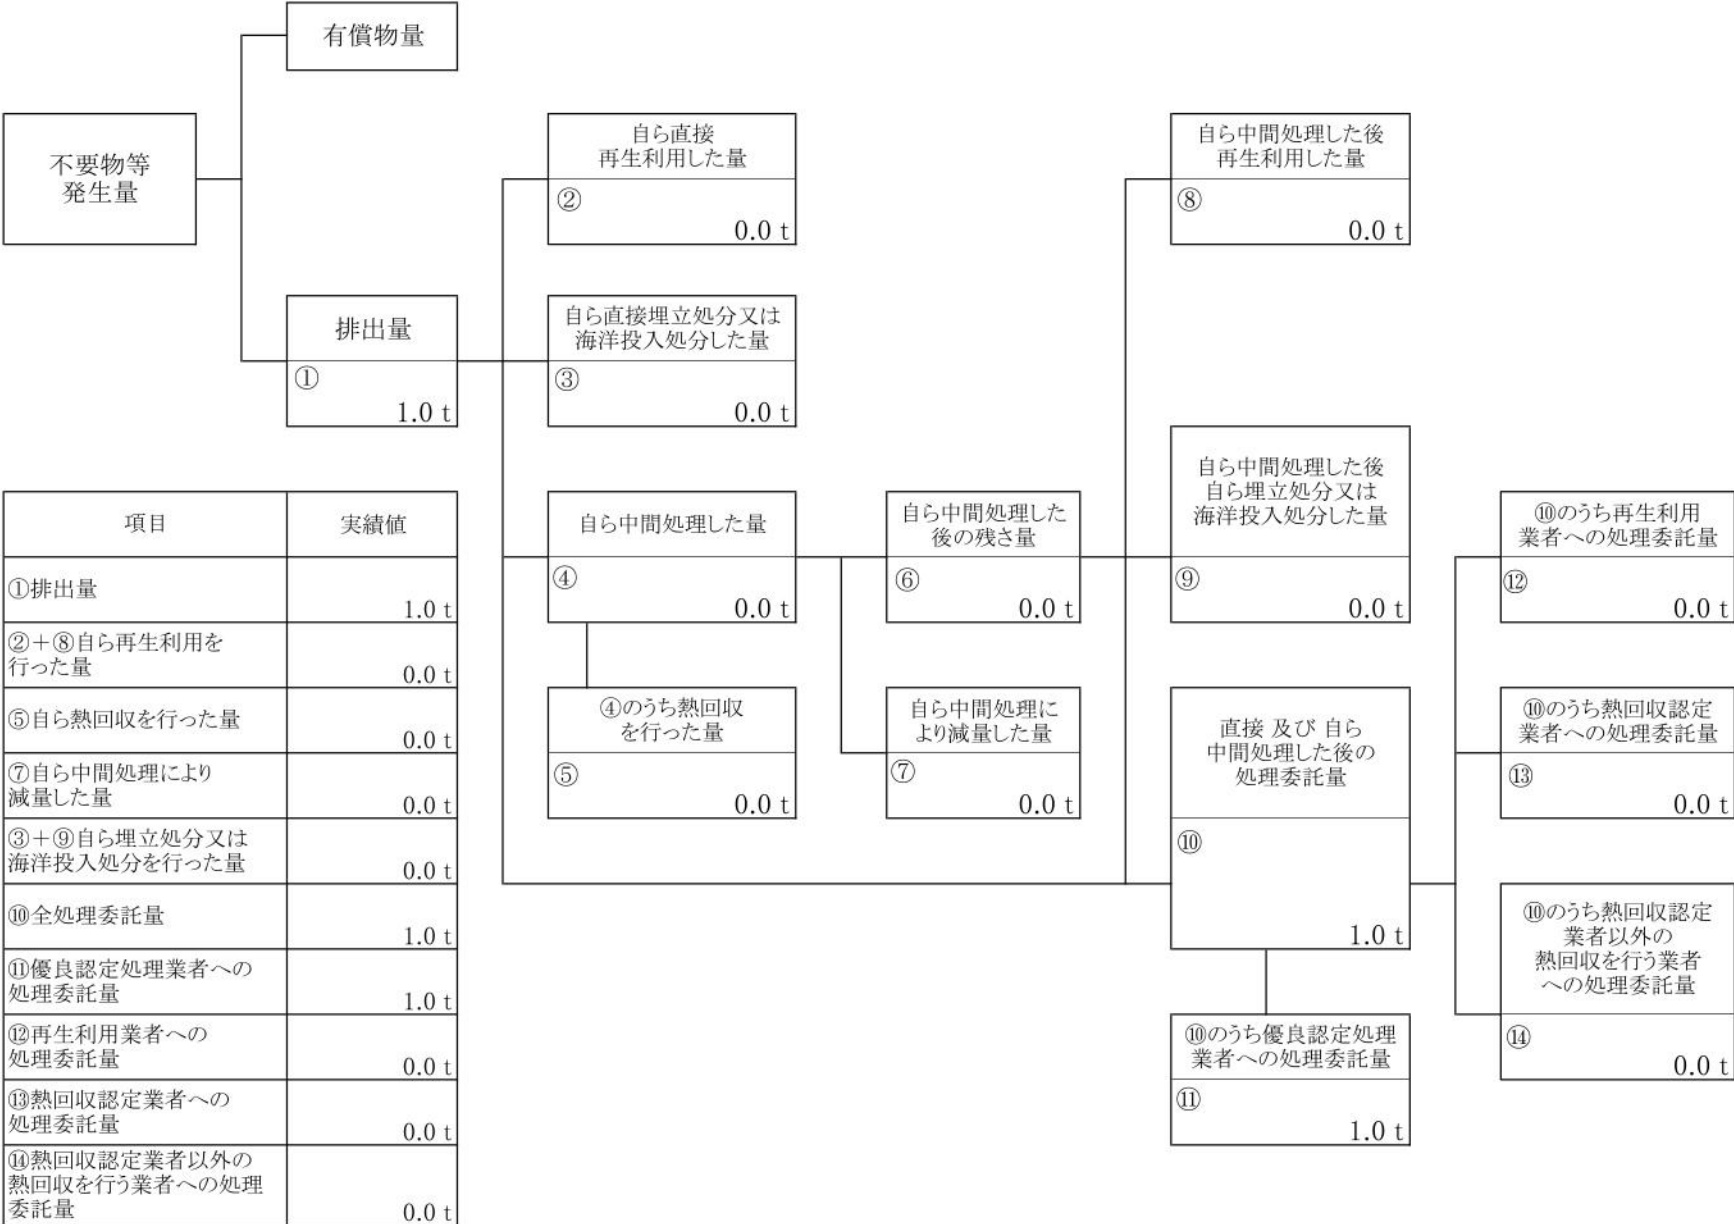 有償物量
不要物等
発生量
自ら直接
再生利用した量
②
0.0 t
自ら中間処理した後
再生利用した量
⑧
0.0 t
排出量
①
1.0 t
自ら直接埋立処分又は
海洋投入処分した量
③
0.0 t
自ら中間処理した量
④
0.0 t
自ら中間処理した
後の残さ量
⑥
0.0 t
自ら中間処理した後
自ら埋立処分又は
海洋投入処分した量
⑨
0.0 t
⑩のうち再生利用
業者への処理委託量
⑫
0.0 t
④のうち熱回収
を行った量
⑤
0.0 t
自ら中間処理に
より減量した量
⑦
0.0 t
直接 及び 自ら
中間処理した後の
処理委託量
⑩
1.0 t
⑩のうち熱回収認定
業者への処理委託量
⑬
0.0 t
⑩のうち熱回収認定
業者以外の
熱回収を行う業者
への処理委託量
⑭
0.0 t
⑩のうち優良認定処理
業者への処理委託量
⑪
1.0 t
項目 実績値
①排出量
1.0 t
②＋⑧自ら再生利用を
行った量
0.0 t
⑤自ら熱回収を行った量
0.0 t
⑦自ら中間処理により
減量した量
0.0 t
③＋⑨自ら埋立処分又は
海洋投入処分を行った量
0.0 t
⑩全処理委託量
1.0 t
⑪優良認定処理業者への
処理委託量
1.0 t
⑫再生利用業者への
処理委託量
0.0 t
⑬熱回収認定業者への
処理委託量
0.0 t
⑭熱回収認定業者以外の
熱回収を行う業者への処理
委託量
0.0 t